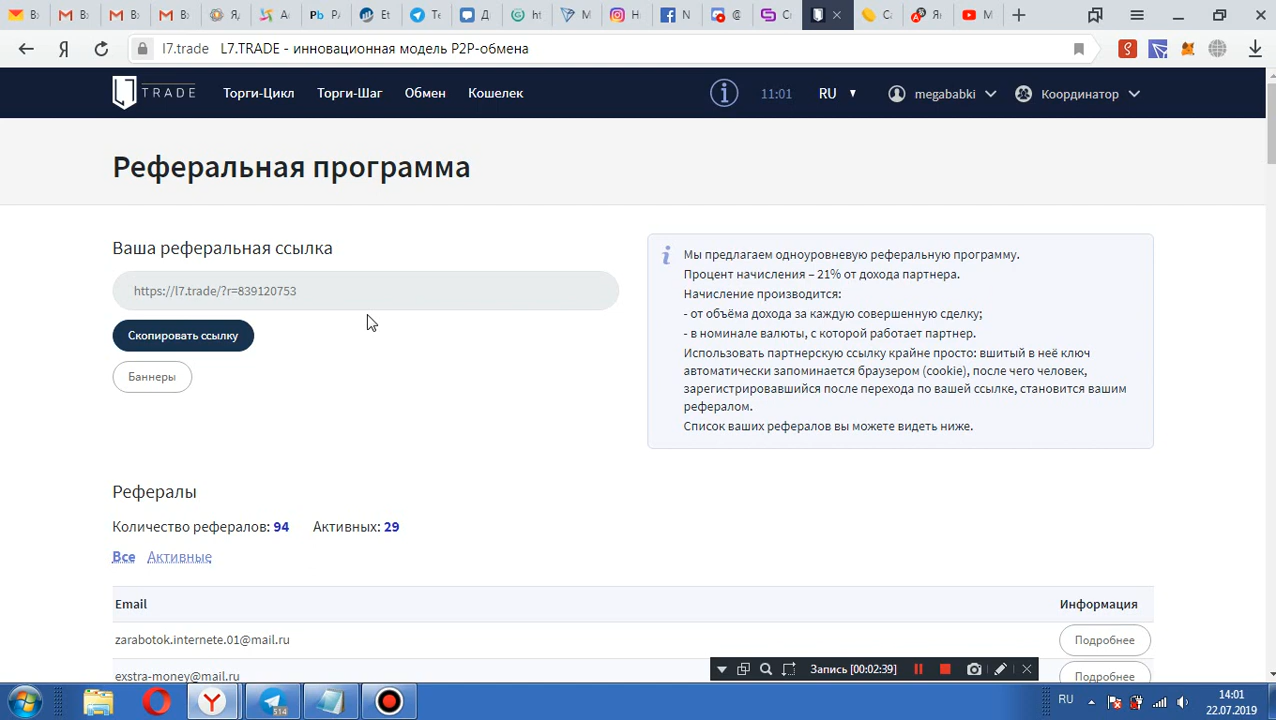 l7.trade L7.TRADE - инновационная модель P2P-обмена
TRADE
Торги-Цикл
Торги-Шаг
Обмен
Кошелек
11:01
RU
megababki
Координатор
Реферальная программа
Ваша реферальная ссылка
https://l7.trade/?r=839120753
Скопировать ссылку
Баннеры
Мы предлагаем одноуровневую реферальную программу.
Процент начисления – 21% от дохода партнера.
Начисление производится:
- от объёма дохода за каждую совершенную сделку;
- в номинале валюты, с которой работает партнер.
Использовать партнерскую ссылку крайне просто: вшитый в неё ключ
автоматически запоминается браузером (cookie), после чего человек,
зарегистрировавшийся после перехода по вашей ссылке, становится вашим
рефералом.
Список ваших рефералов вы можете видеть ниже.
Рефералы
Количество рефералов: 94 Активных: 29
Все Активные
Email Информация
zarabotok.internete.01@mail.ru Подробнее
exstra-money@mail.ru Подробнее
Запись [00:02:39]
514
RU
14:01
22.07.2019